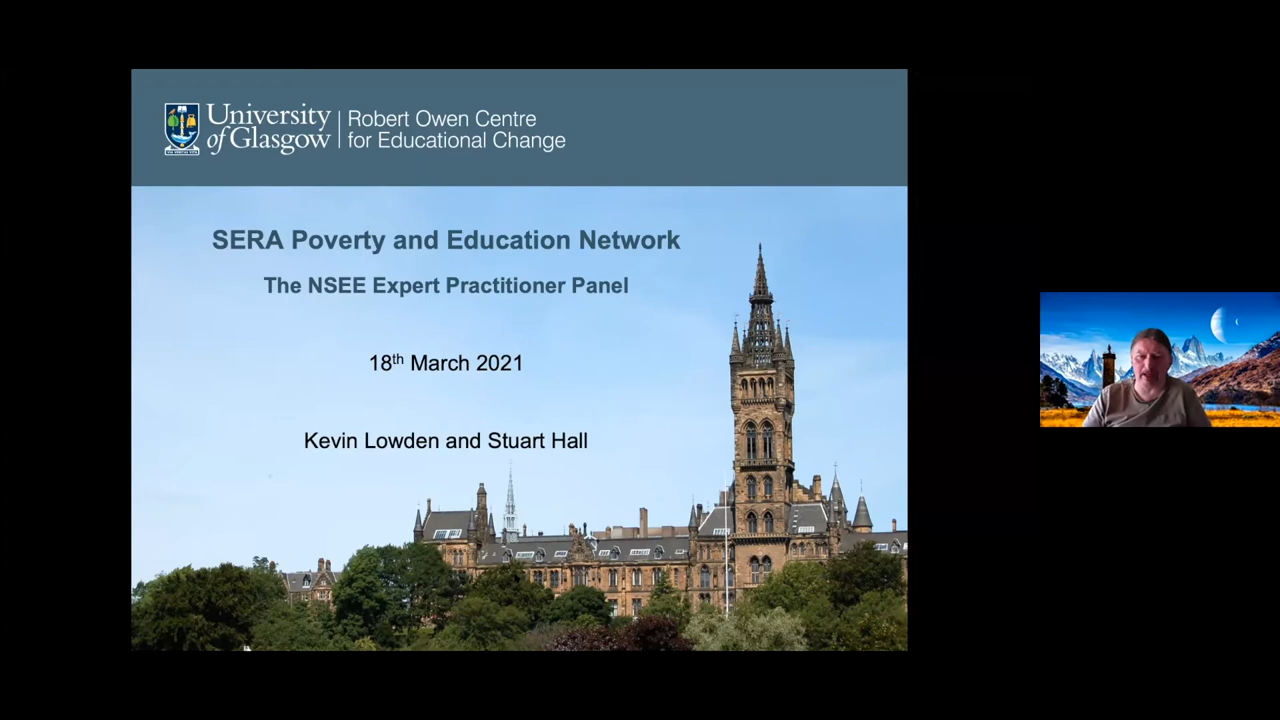 University
of Glasgow
Robert Owen Centre
for Educational Change
SERA Poverty and Education Network
The NSEE Expert Practitioner Panel
18th March 2021
Kevin Lowden and Stuart Hall